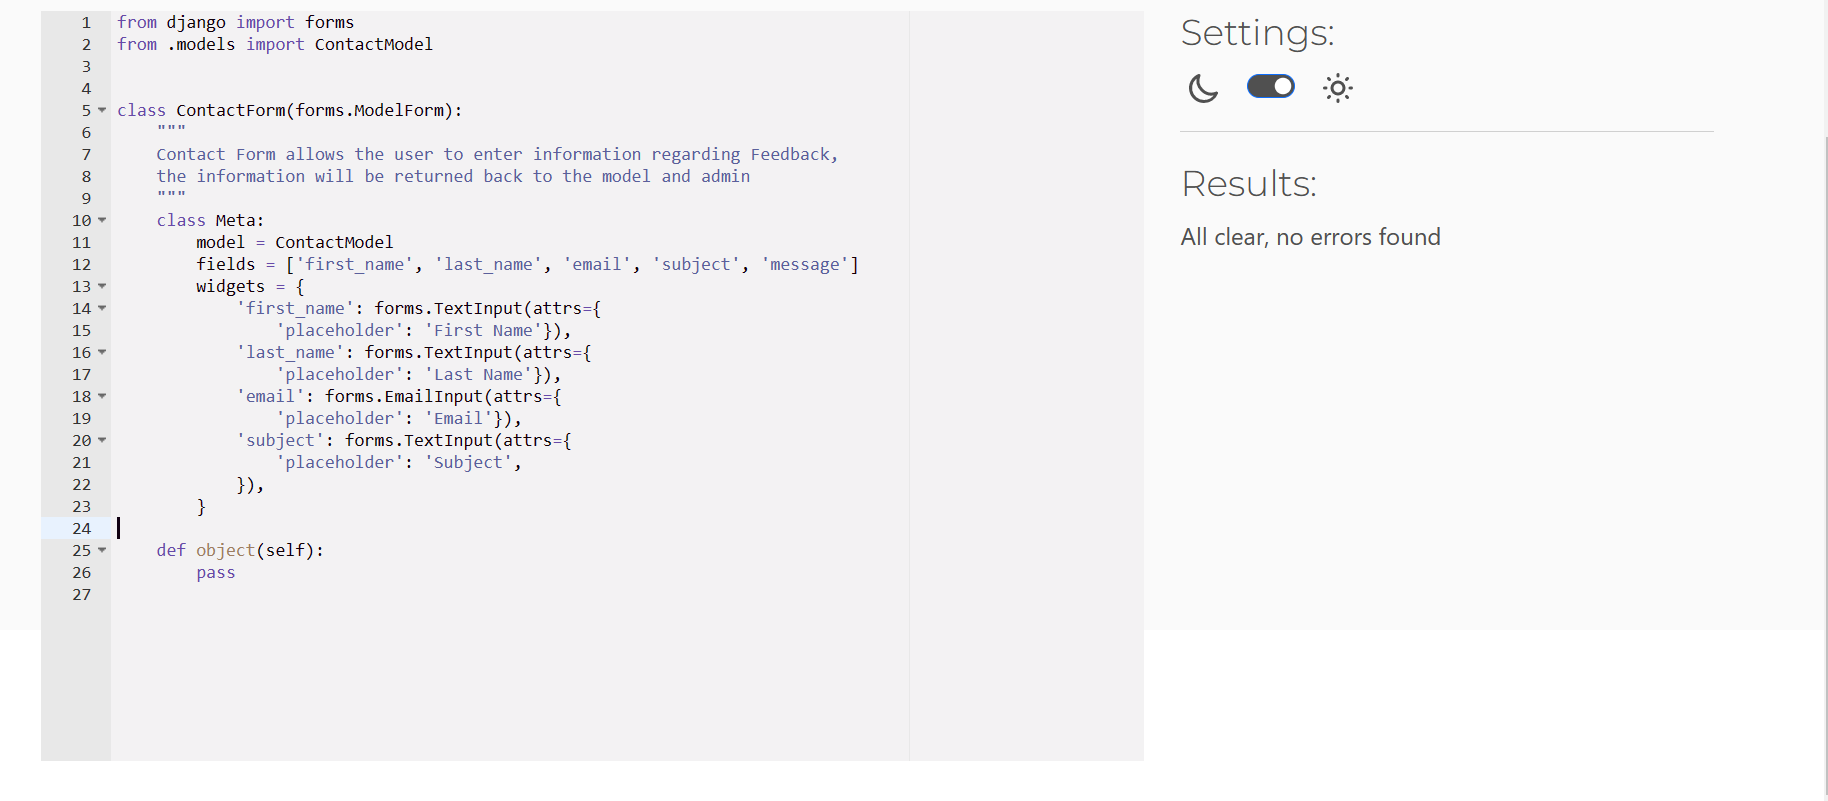 1 from django import forms
2 from .models import ContactModel
3
4
5 class ContactForm(forms.ModelForm):
6     """
7     Contact Form allows the user to enter information regarding Feedback,
8     the information will be returned back to the model and admin
9     """
10     class Meta:
11         model = ContactModel
12         fields = ['first_name', 'last_name', 'email', 'subject', 'message']
13         widgets = {
14             'first_name': forms.TextInput(attrs={
15                 'placeholder': 'First Name'}),
16             'last_name': forms.TextInput(attrs={
17                 'placeholder': 'Last Name'}),
18             'email': forms.EmailInput(attrs={
19                 'placeholder': 'Email'}),
20             'subject': forms.TextInput(attrs={
21                 'placeholder': 'Subject',
22             }),
23         }
24
25     def object(self):
26         pass
27
Settings:
Results:
All clear, no errors found